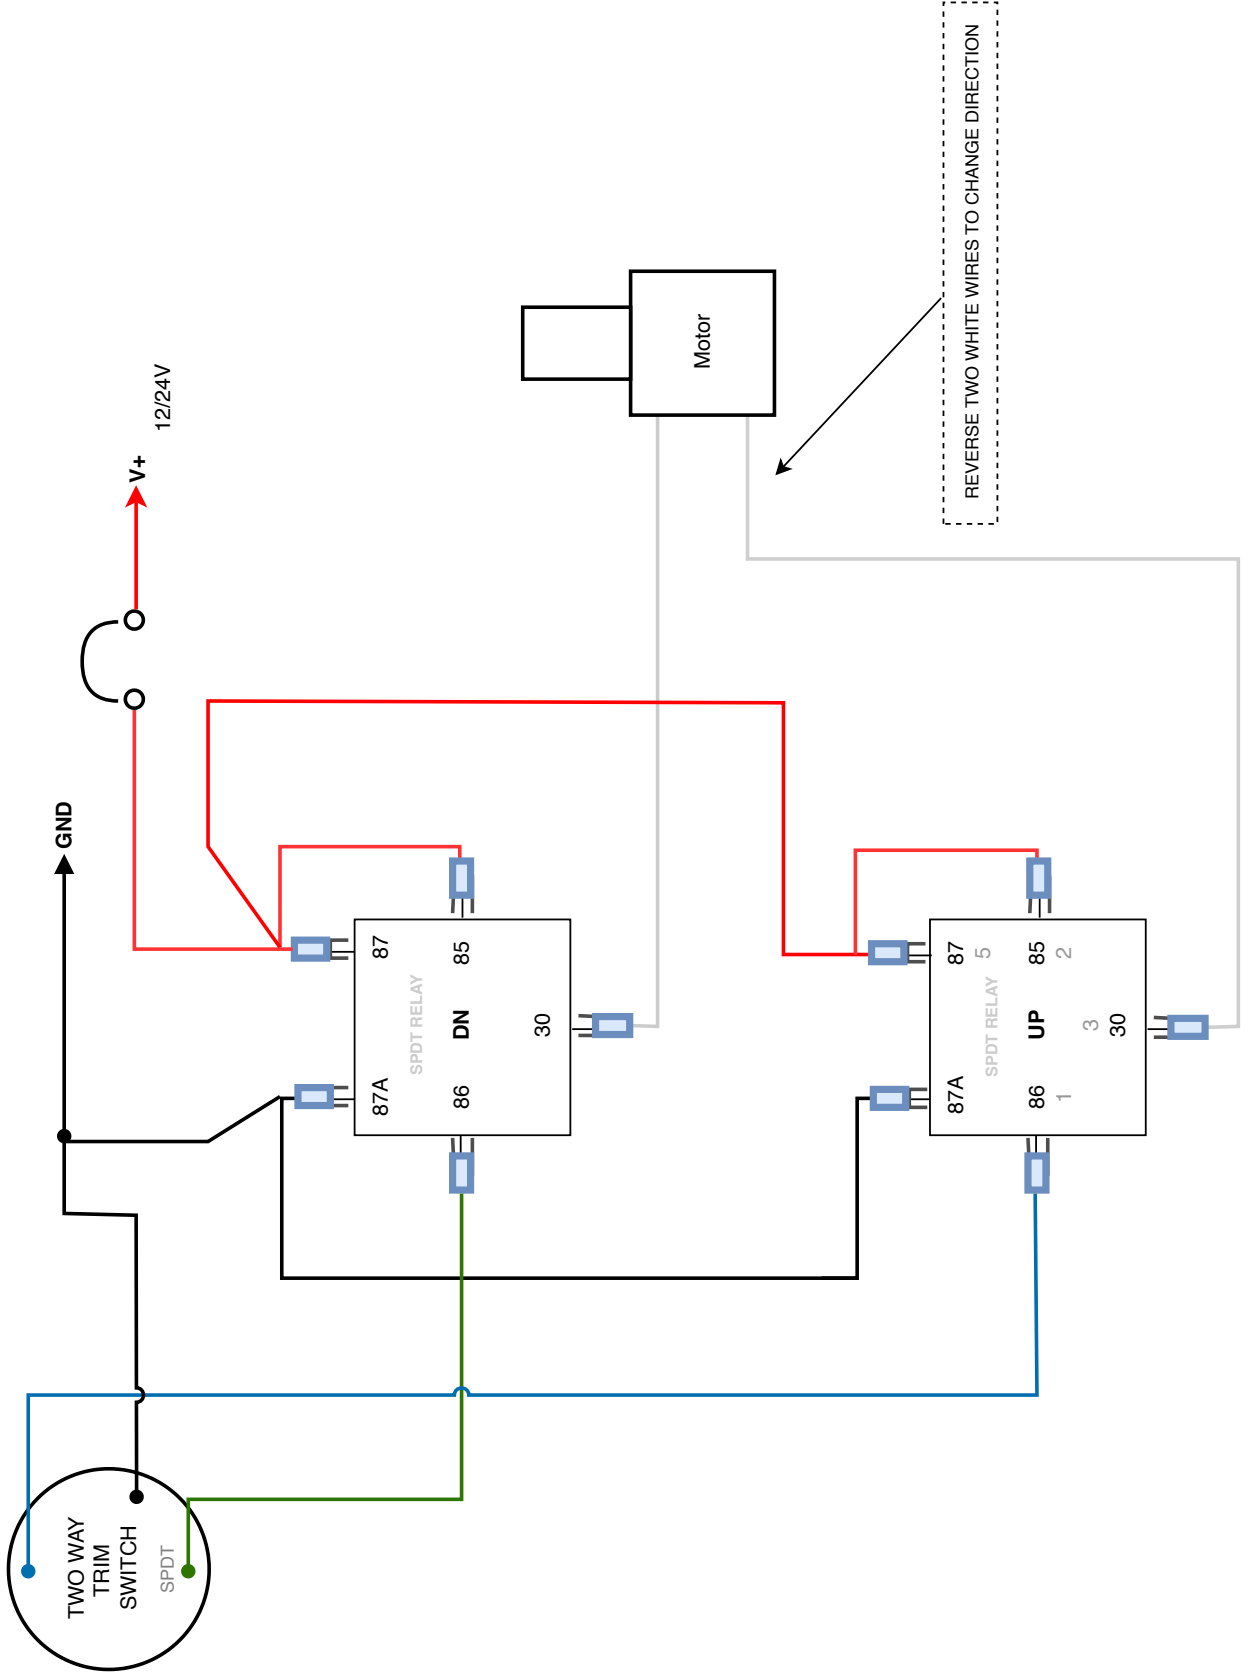 TWO WAY
TRIM
SWITCH
SPDT
GND
V+
12/24V
87A
87
SPDT RELAY
86
DN
85
30
Motor
87A
87
SPDT RELAY
5
86
UP
85
1
2
3
30
REVERSE TWO WHITE WIRES TO CHANGE DIRECTION